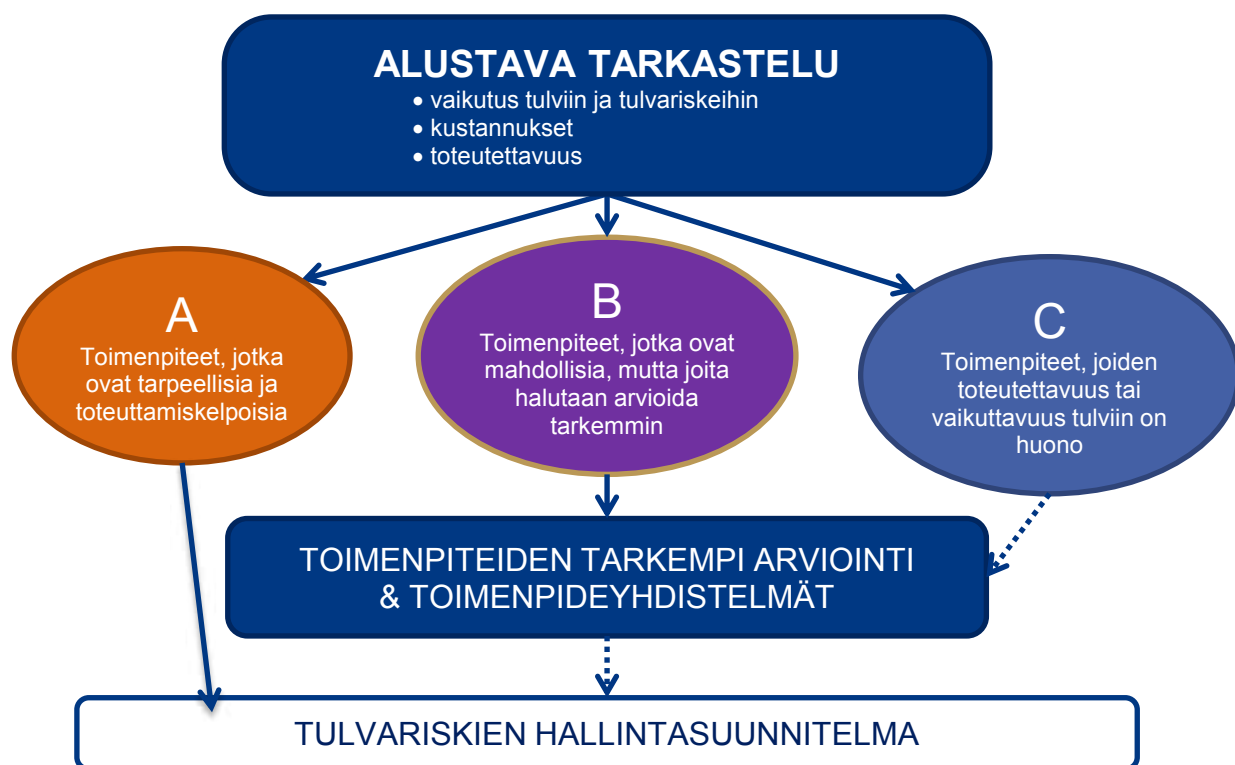 ALUSTAVA TARKASTELU
• vaikutus tulviin ja tulvariskeihin
• kustannukset
• toteutettavuus
A
Toimenpiteet, jotka
ovat tarpeellisia ja
toteuttamiskelpoisia
B
Toimenpiteet, jotka ovat
mahdollisia, mutta joita
halutaan arvioida
tarkemmin
C
Toimenpiteet, joiden
toteutettavuus tai
vaikuttavuus tulviin on
huono
TOIMENPITEIDEN TARKEMPI ARVIOINTI
& TOIMENPIDEYHDISTELMÄT
TULVARISKIEN HALLINTASUUNNITELMA